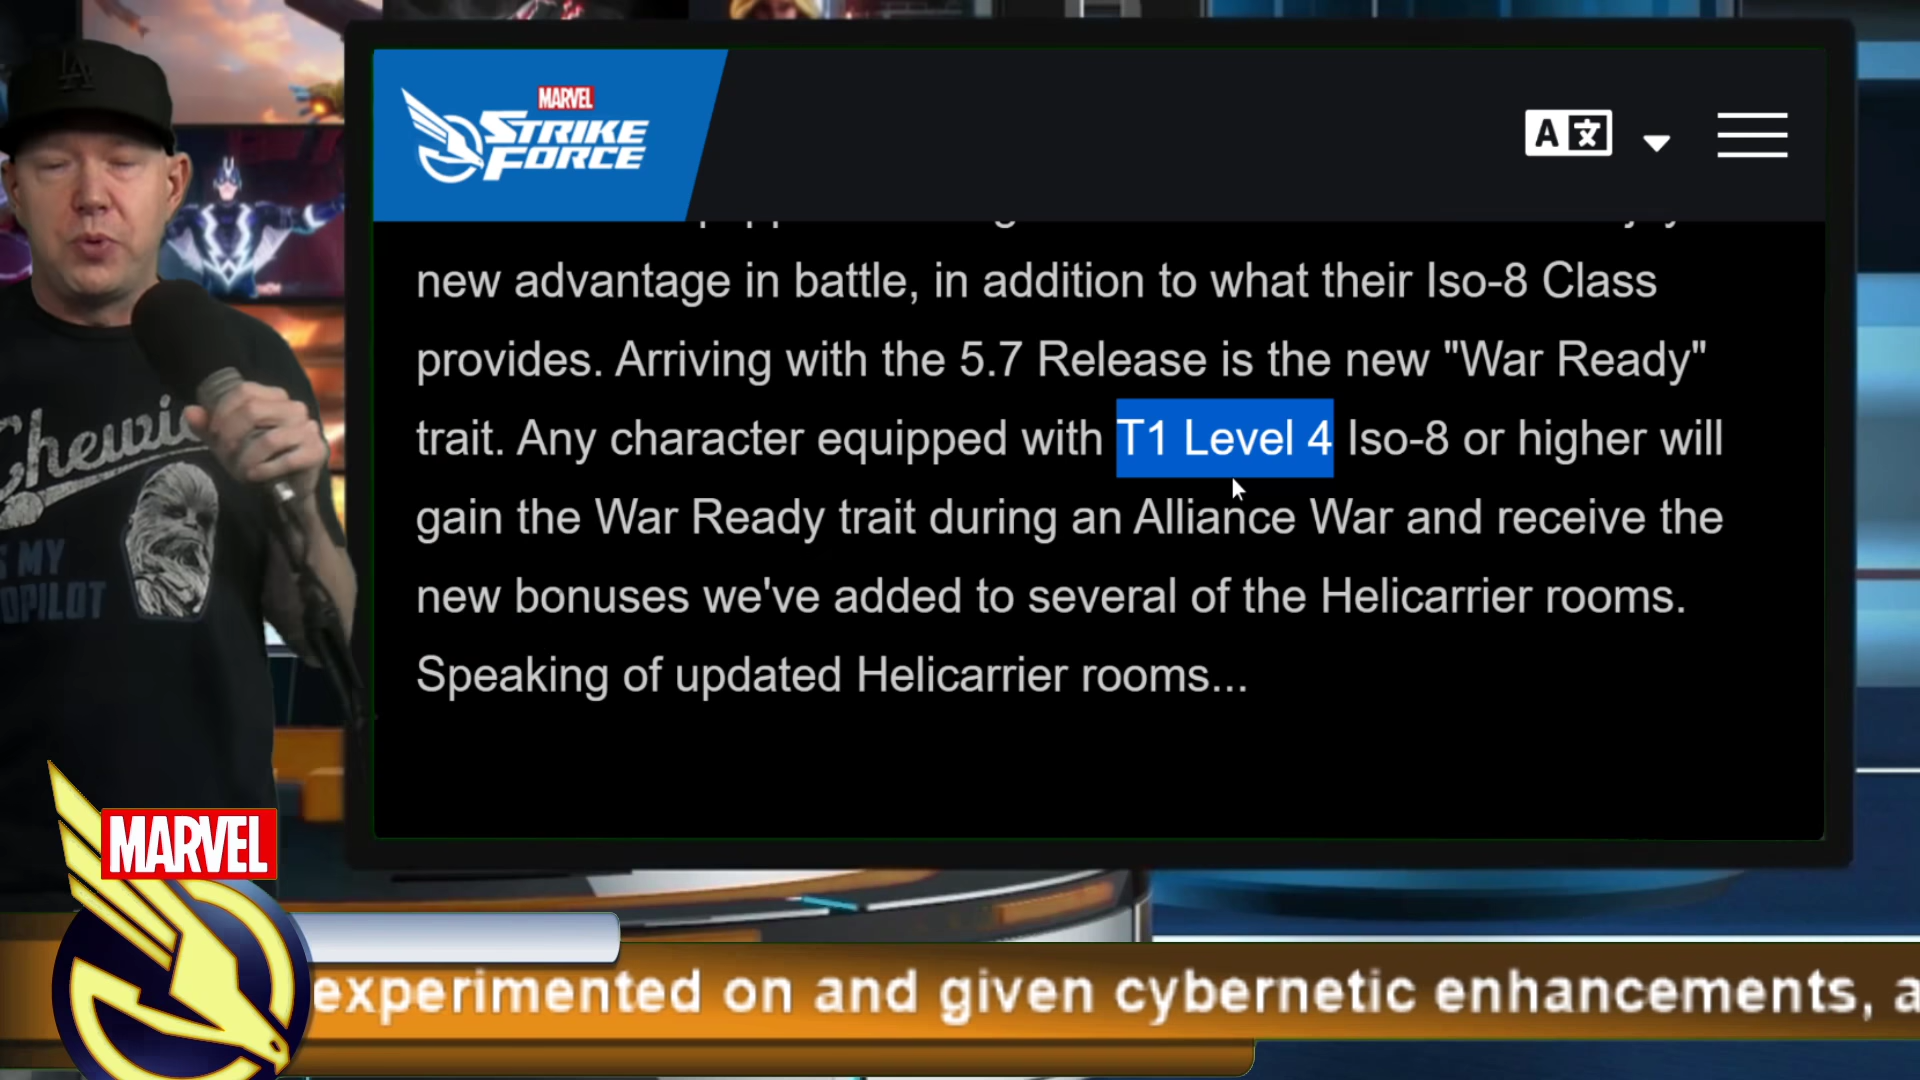 LA
MARVEL
STRIKE
FORCE
A 文
new advantage in battle, in addition to what their Iso-8 Class
provides. Arriving with the 5.7 Release is the new "War Ready"
trait. Any character equipped with T1 Level 4 Iso-8 or higher will
gain the War Ready trait during an Alliance War and receive the
new bonuses we've added to several of the Helicarrier rooms.
Speaking of updated Helicarrier rooms...
MY
MARVEL
experimented on and given cybernetic enhancements, a